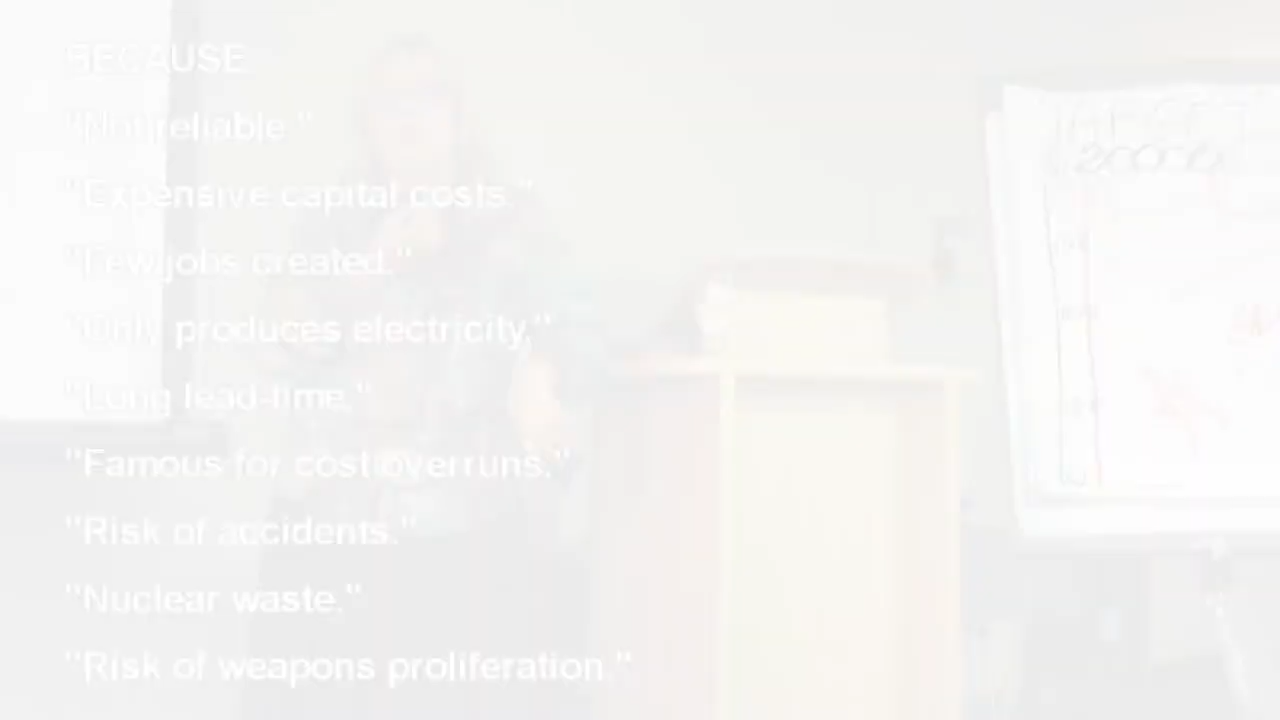 BECAUSE
"Not reliable."
"Expensive capital costs."
"Few jobs created."
"Only produces electricity."
"Long lead-time."
"Famous for cost overruns."
"Risk of accidents."
"Nuclear waste."
"Risk of weapons proliferation."